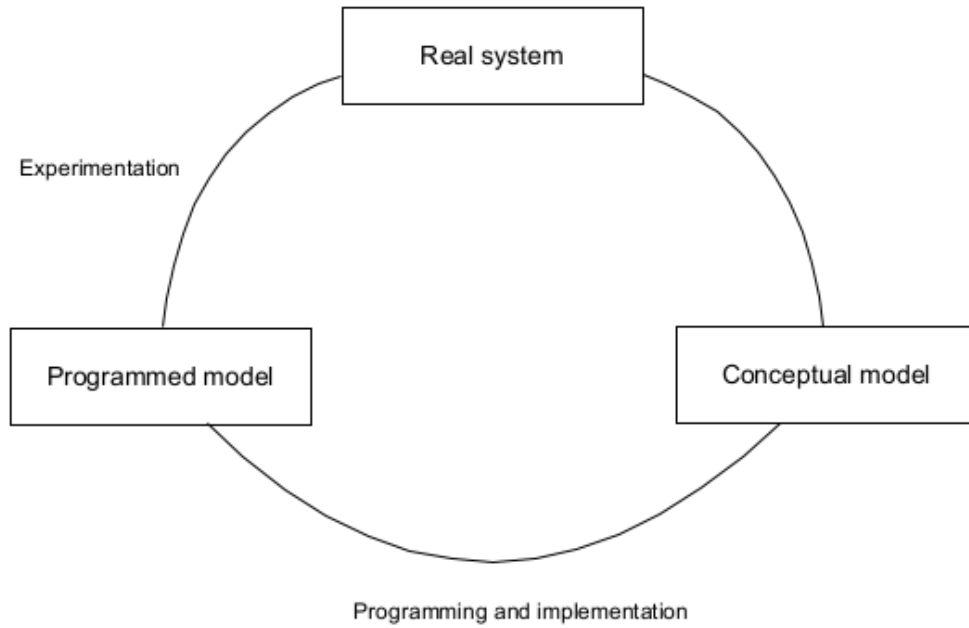 Real system
Experimentation
Programmed model
Conceptual model
Programming and implementation